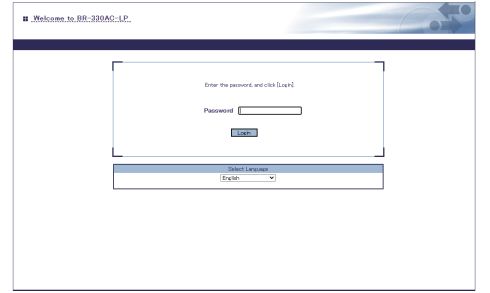 Welcome to BR-330AC-LP
Enter the password, and click [Login].
Password
Login
Select Language
English